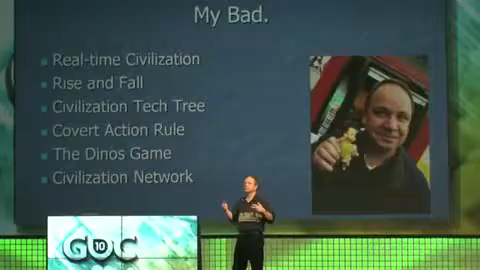 My Bad.
Real-time Civilization
Rise and Fall
Civilization Tech Tree
Covert Action Rule
The Dinos Game
Civilization Network
GDC 10